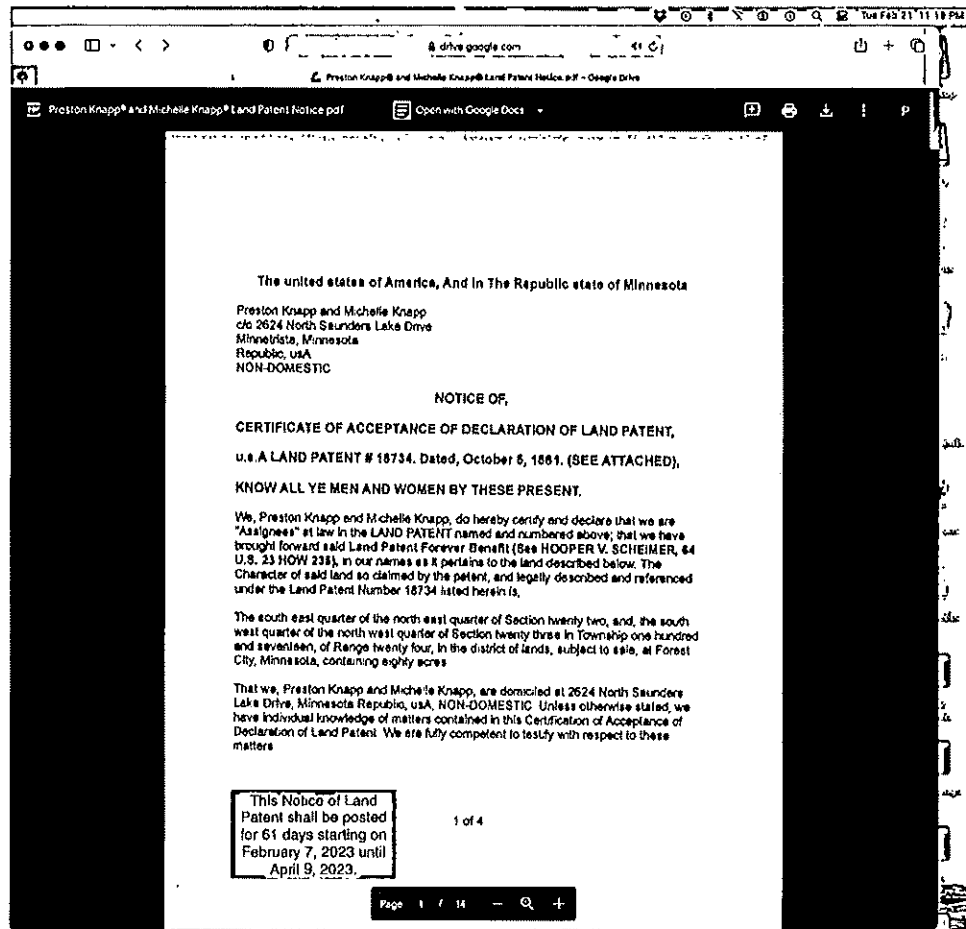 Tue Feb 21 11 18 PM
drive google com
Preston Knapp® and Michelle Knapp® Land Patent Notice.pdf - Google Drive
Preston Knapp® and Michelle Knapp® Land Patent Notice pdf
Open with Google Docs
P
The united states of America, And in The Republic state of Minnesota
Preston Knapp and Michelle Knapp
c/o 2624 North Saunders Lake Drive
Minnetrista, Minnesota
Republic, usA
NON-DOMESTIC
NOTICE OF,
CERTIFICATE OF ACCEPTANCE OF DECLARATION OF LAND PATENT,
u.s.A LAND PATENT # 18734. Dated, October 6, 1861. (SEE ATTACHED),
KNOW ALL YE MEN AND WOMEN BY THESE PRESENT,
We, Preston Knapp and Michelle Knapp, do hereby certify and declare that we are
"Assignees" at law in the LAND PATENT named and numbered above; that we have
brought forward said Land Patent Forever Benefit (See HOOPER V. SCHEIMER, 64
U.S. 23 HOW 235), in our names as it pertains to the land described below. The
Character of said land so claimed by the patent, and legally described and referenced
under the Land Patent Number 18734 listed herein is,
The south east quarter of the north east quarter of Section twenty two, and, the south
west quarter of the north west quarter of Section twenty three in Township one hundred
and seventeen, of Range twenty four, in the district of lands, subject to sale, at Forest
City, Minnesota, containing eighty acres
That we, Preston Knapp and Michelle Knapp, are domiciled at 2624 North Saunders
Lake Drive, Minnesota Republic, usA, NON-DOMESTIC Unless otherwise stated, we
have individual knowledge of matters contained in this Certification of Acceptance of
Declaration of Land Patent We are fully competent to testify with respect to these
matters
This Notice of Land
Patent shall be posted
for 61 days starting on
February 7, 2023 until
April 9, 2023.
1 of 4
Page 1 / 14